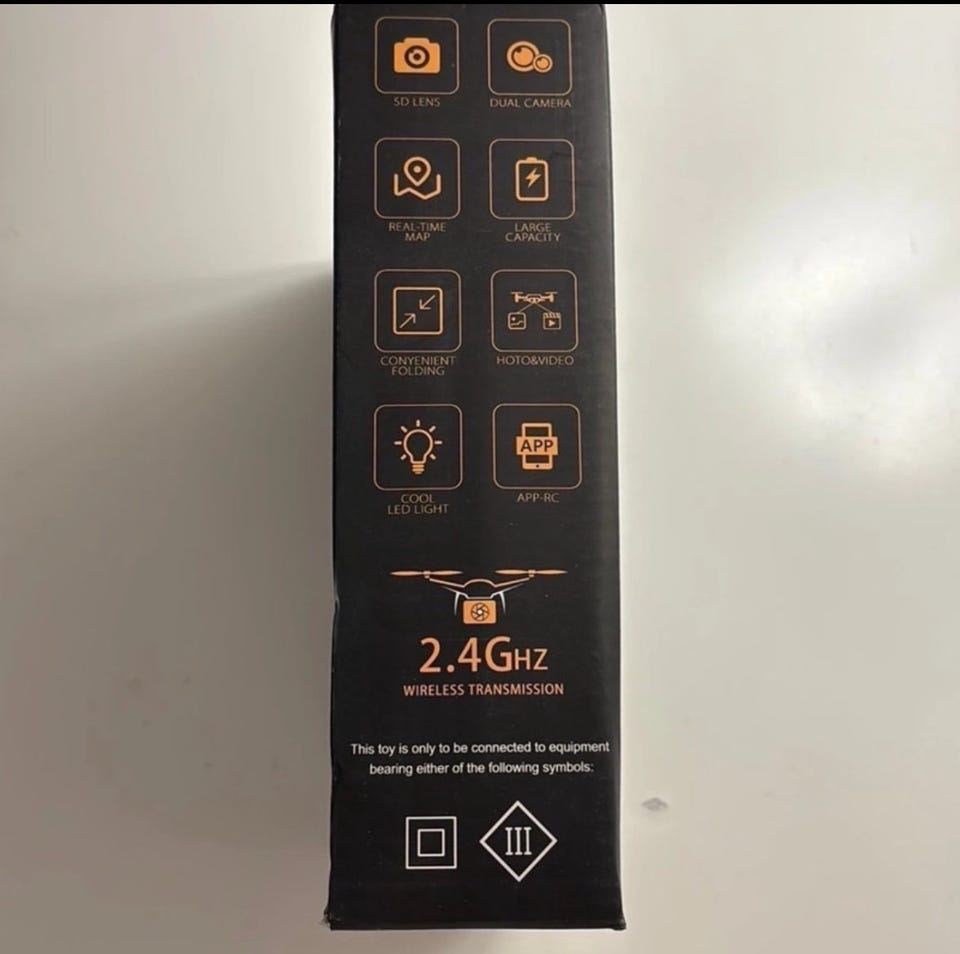 SD LENS
DUAL CAMERA
REAL-TIME
MAP
LARGE
CAPACITY
CONYENIENT
FOLDING
HOTO&VIDEO
COOL
LED LIGHT
APP
APP-RC
2.4GHZ
WIRELESS TRANSMISSION
This toy is only to be connected to equipment
bearing either of the following symbols:
III